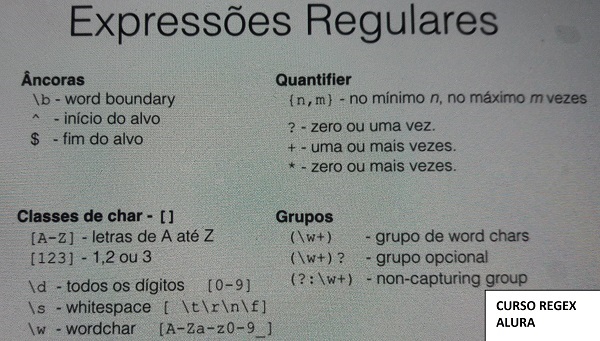 Expressões Regulares
Âncoras
\b - word boundary
^ - início do alvo
$ - fim do alvo
Quantifier
{n,m} - no mínimo n, no máximo m vezes
? - zero ou uma vez.
+ - uma ou mais vezes.
* - zero ou mais vezes.
Classes de char - []
[A-Z] - letras de A até Z
[123] - 1,2 ou 3
\d - todos os dígitos [0-9]
\s - whitespace [ \t\r\n\f]
\w - wordchar [A-Za-z0-9_]
Grupos
(\w+) - grupo de word chars
(\w+)? - grupo opcional
(?:\w+) - non-capturing group
CURSO REGEX
ALURA